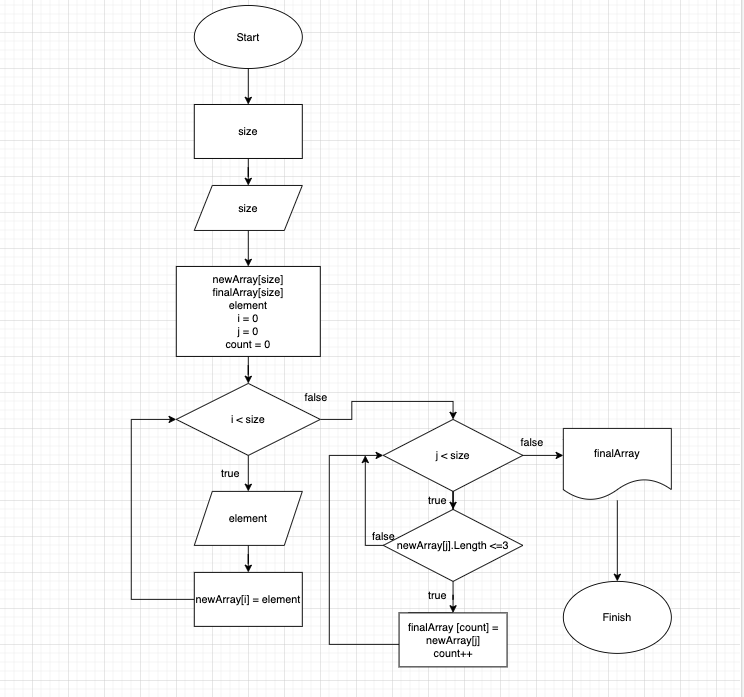 Start
size
size
newArray[size]
finalArray[size]
element
i = 0
j = 0
count = 0
i < size
false
true
element
newArray[i] = element
j < size
false
true
newArray[j].Length <=3
false
true
finalArray [count] =
newArray[j]
count++
finalArray
Finish